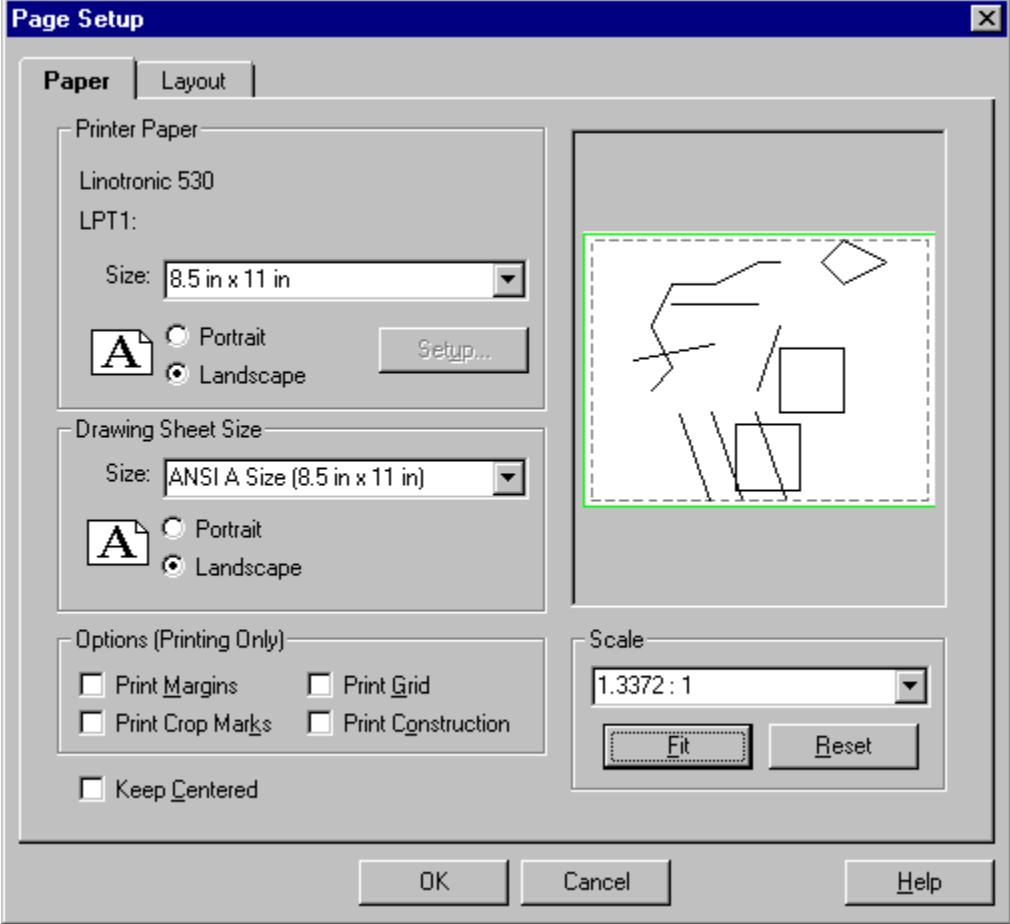 Page Setup
Paper
Layout
Printer Paper
Linotronic 530
LPT1:
Size: 8.5 in x 11 in
A
Portrait
Landscape
Setup...
Drawing Sheet Size
Size: ANSI A Size (8.5 in x 11 in)
A
Portrait
Landscape
Options (Printing Only)
Print Margins
Print Grid
Print Crop Marks
Print Construction
Keep Centered
Scale
1.3372 : 1
Fit
Reset
OK
Cancel
Help